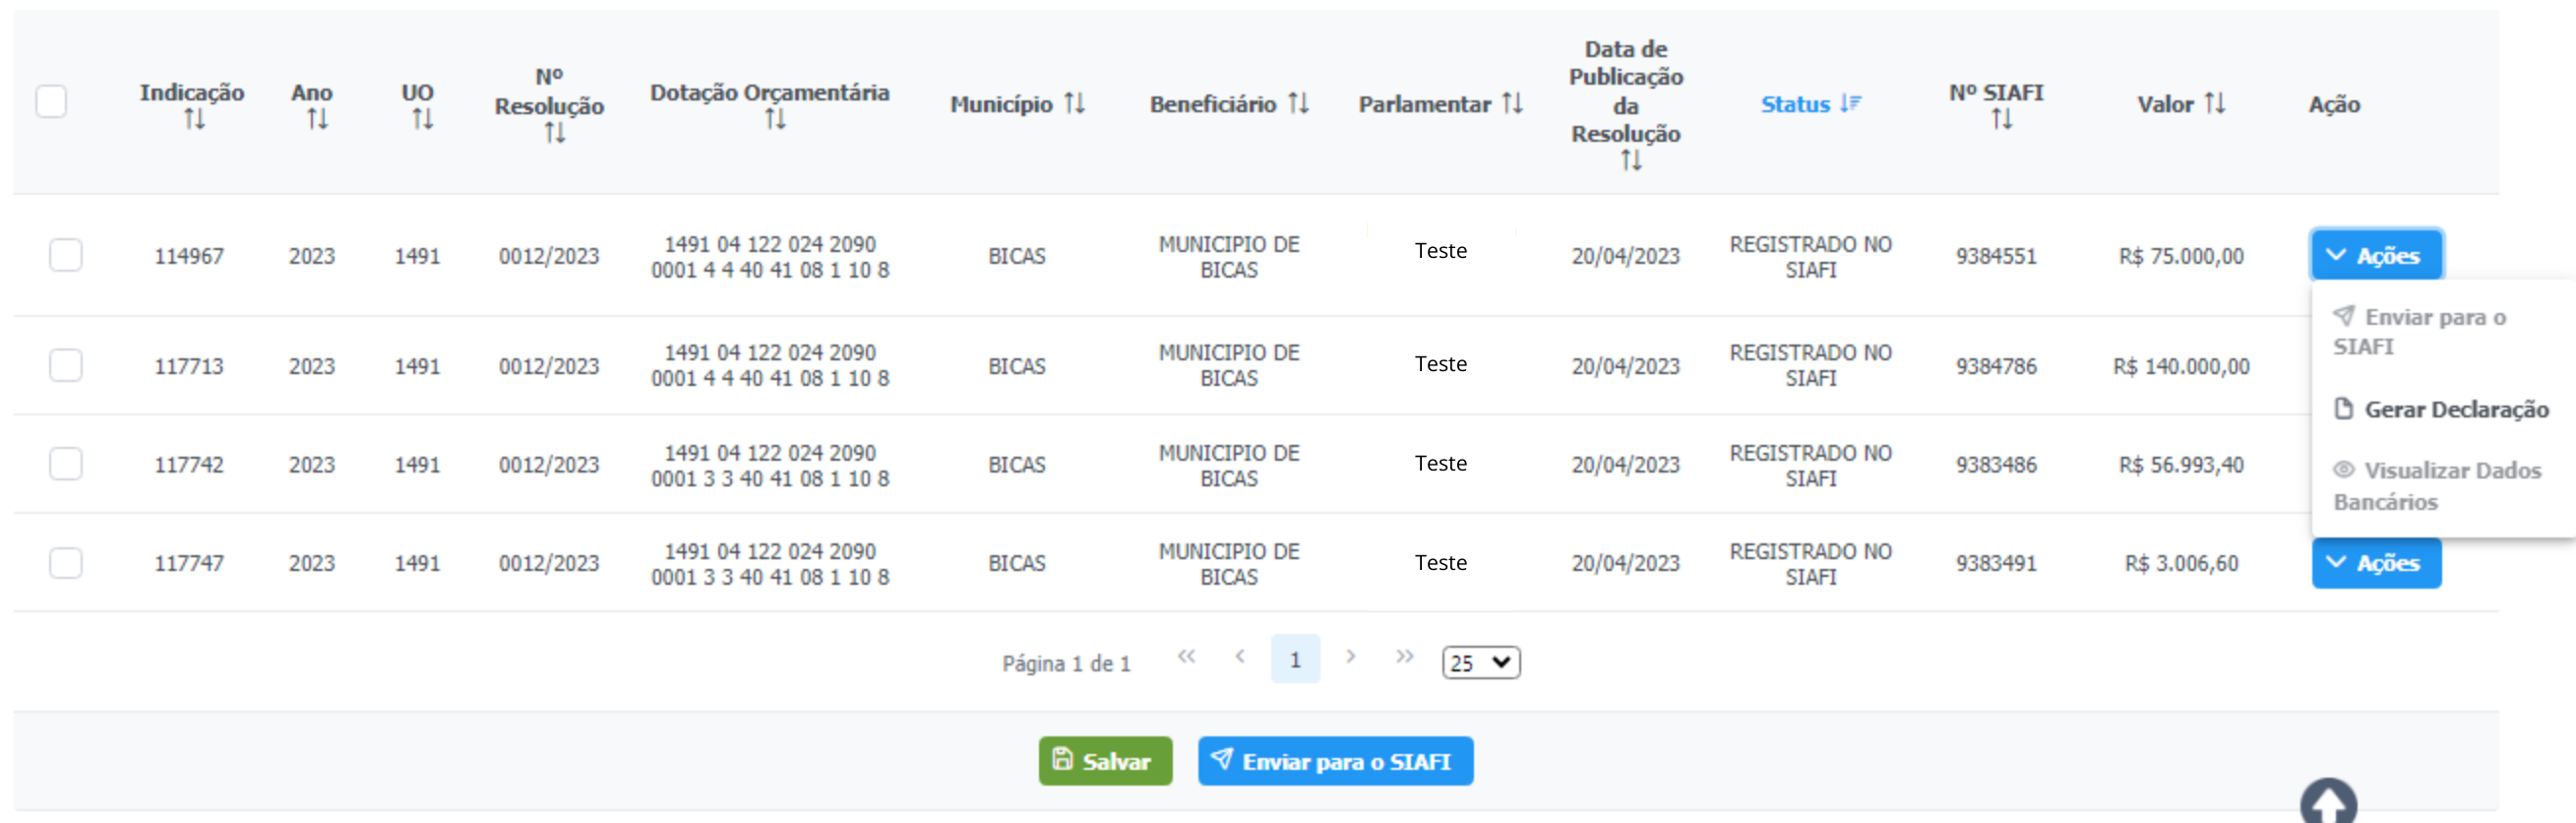 Indicação
Ano
UO
Nº
Resolução
Dotação Orçamentária
Município
Beneficiário
Parlamentar
Data de
Publicação
da
Resolução
Status
Nº SIAFI
Valor
Ação
114967
2023
1491
0012/2023
1491 04 122 024 2090
0001 4 4 40 41 08 1 10 8
BICAS
MUNICIPIO DE
BICAS
Teste
20/04/2023
REGISTRADO NO
SIAFI
9384551
R$ 75.000,00
Ações
117713
2023
1491
0012/2023
1491 04 122 024 2090
0001 4 4 40 41 08 1 10 8
BICAS
MUNICIPIO DE
BICAS
Teste
20/04/2023
REGISTRADO NO
SIAFI
9384786
R$ 140.000,00
Enviar para o
SIAFI
Gerar Declaração
Visualizar Dados
Bancários
117742
2023
1491
0012/2023
1491 04 122 024 2090
0001 3 3 40 41 08 1 10 8
BICAS
MUNICIPIO DE
BICAS
Teste
20/04/2023
REGISTRADO NO
SIAFI
9383486
R$ 56.993,40
117747
2023
1491
0012/2023
1491 04 122 024 2090
0001 3 3 40 41 08 1 10 8
BICAS
MUNICIPIO DE
BICAS
Teste
20/04/2023
REGISTRADO NO
SIAFI
9383491
R$ 3.006,60
Ações
Página 1 de 1
1
25
Salvar
Enviar para o SIAFI